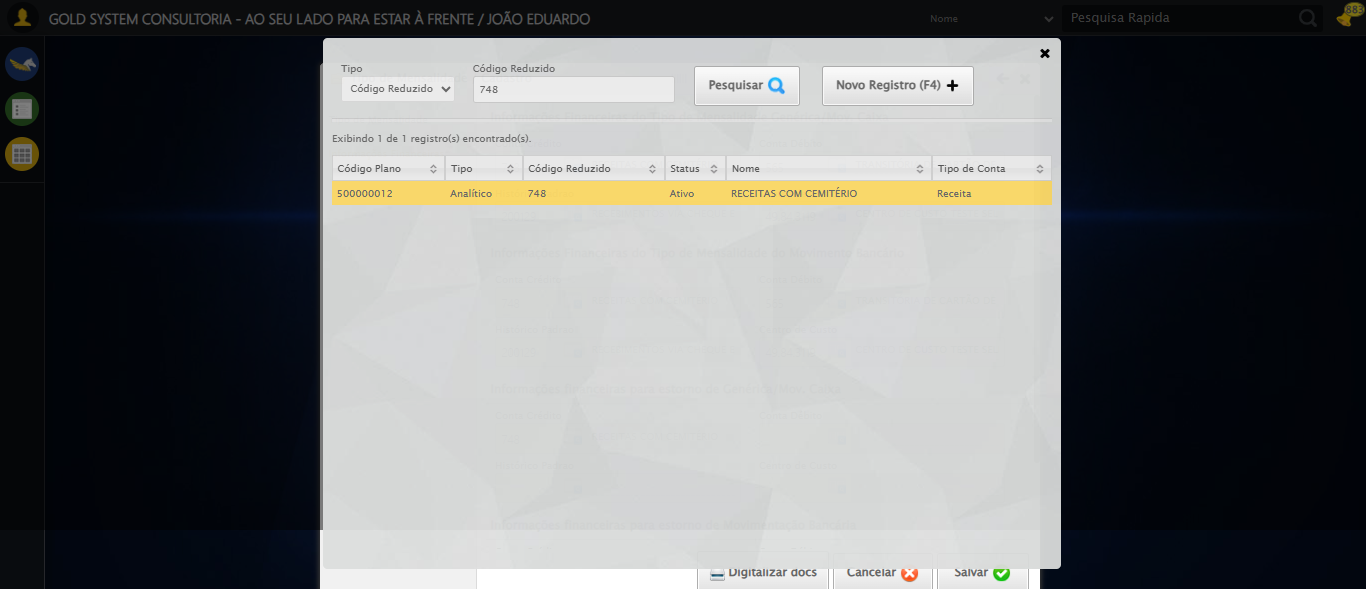 GOLD SYSTEM CONSULTORIA - AO SEU LADO PARA ESTAR À FRENTE / JOÃO EDUARDO
Nome
Pesquisa Rapida
883
Tipo
Código Reduzido
Código Reduzido
748
Pesquisar
Novo Registro (F4)
Exibindo 1 de 1 registro(s) encontrado(s).
Código Plano Tipo Código Reduzido Status Nome Tipo de Conta
500000012 Analítico 748 Ativo RECEITAS COM CEMITÉRIO Receita
Digitalizar docs Cancelar Salvar